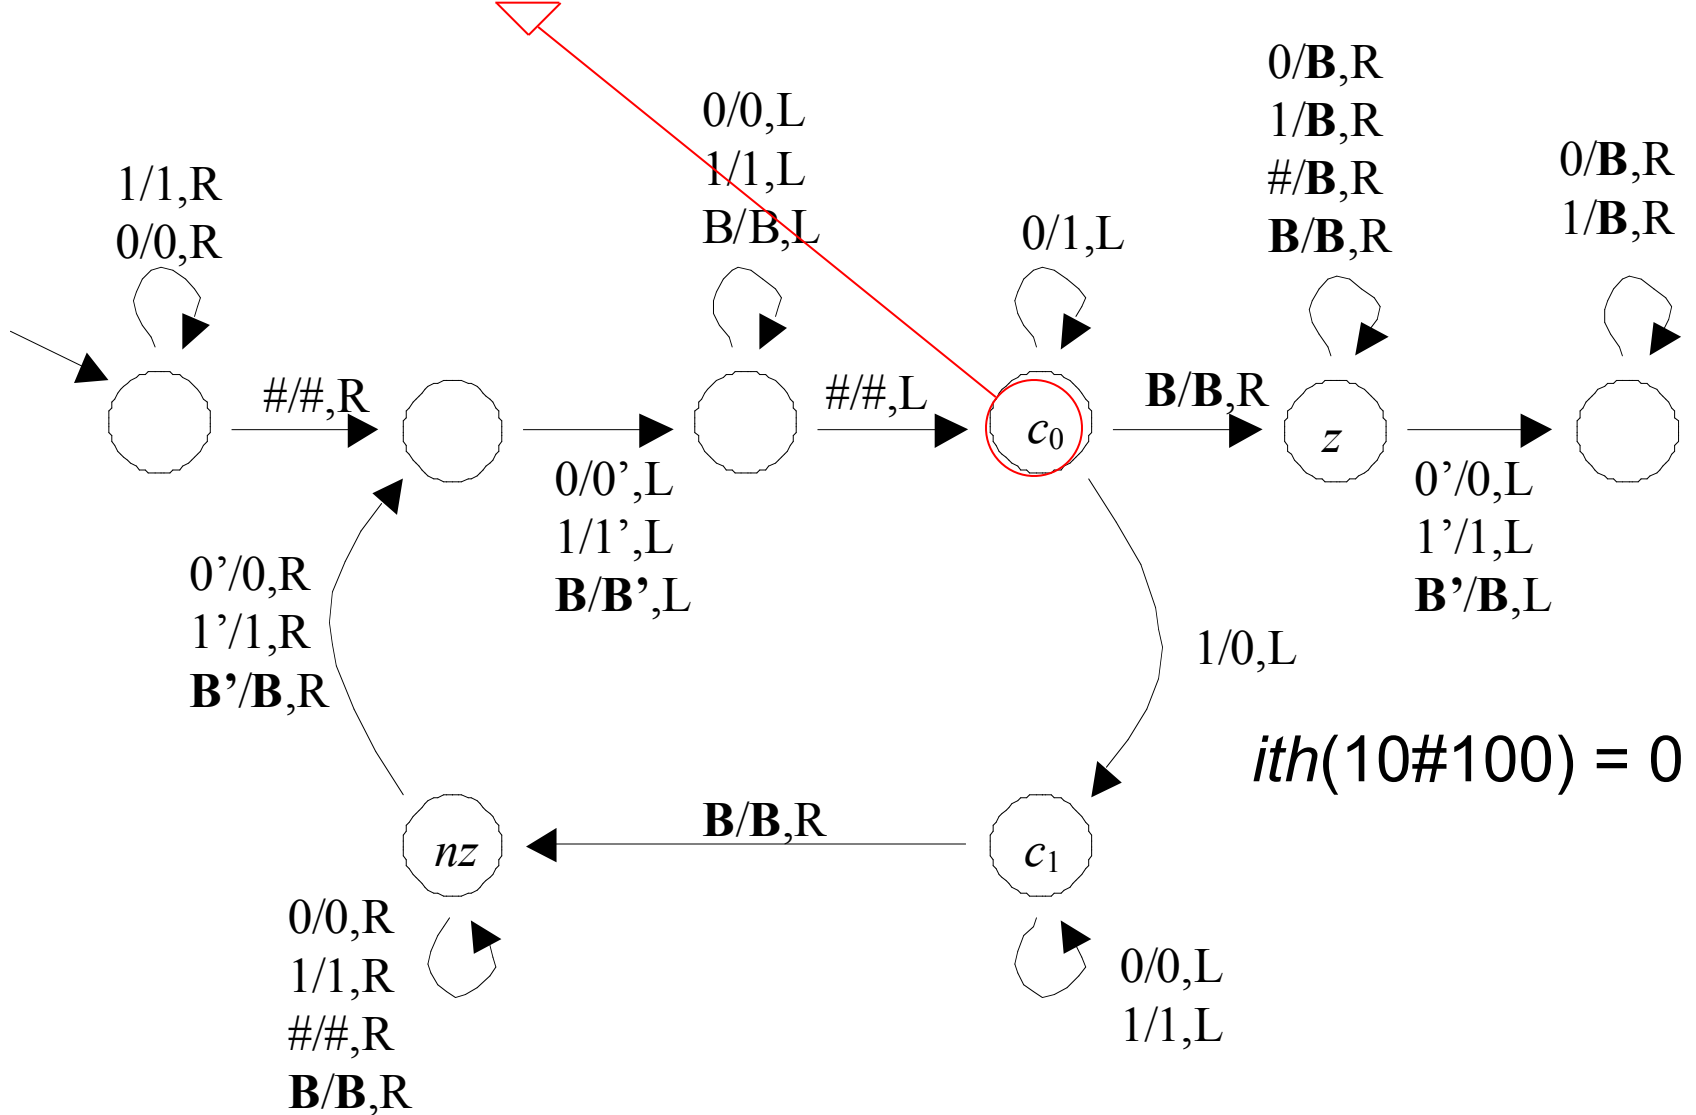 1/1,R
0/0,R
#/#,R
0/0,L
1/1,L
B/B,L
0/0’,L
1/1’,L
B/B’,L
#/#,L
0/1,L
c0
B/B,R
0/B,R
1/B,R
#/B,R
B/B,R
z
0/B,R
1/B,R
0’/0,L
1’/1,L
B’/B,L
0’/0,R
1’/1,R
B’/B,R
1/0,L
ith(10#100) = 0
nz
B/B,R
c1
0/0,R
1/1,R
#/#,R
B/B,R
0/0,L
1/1,L